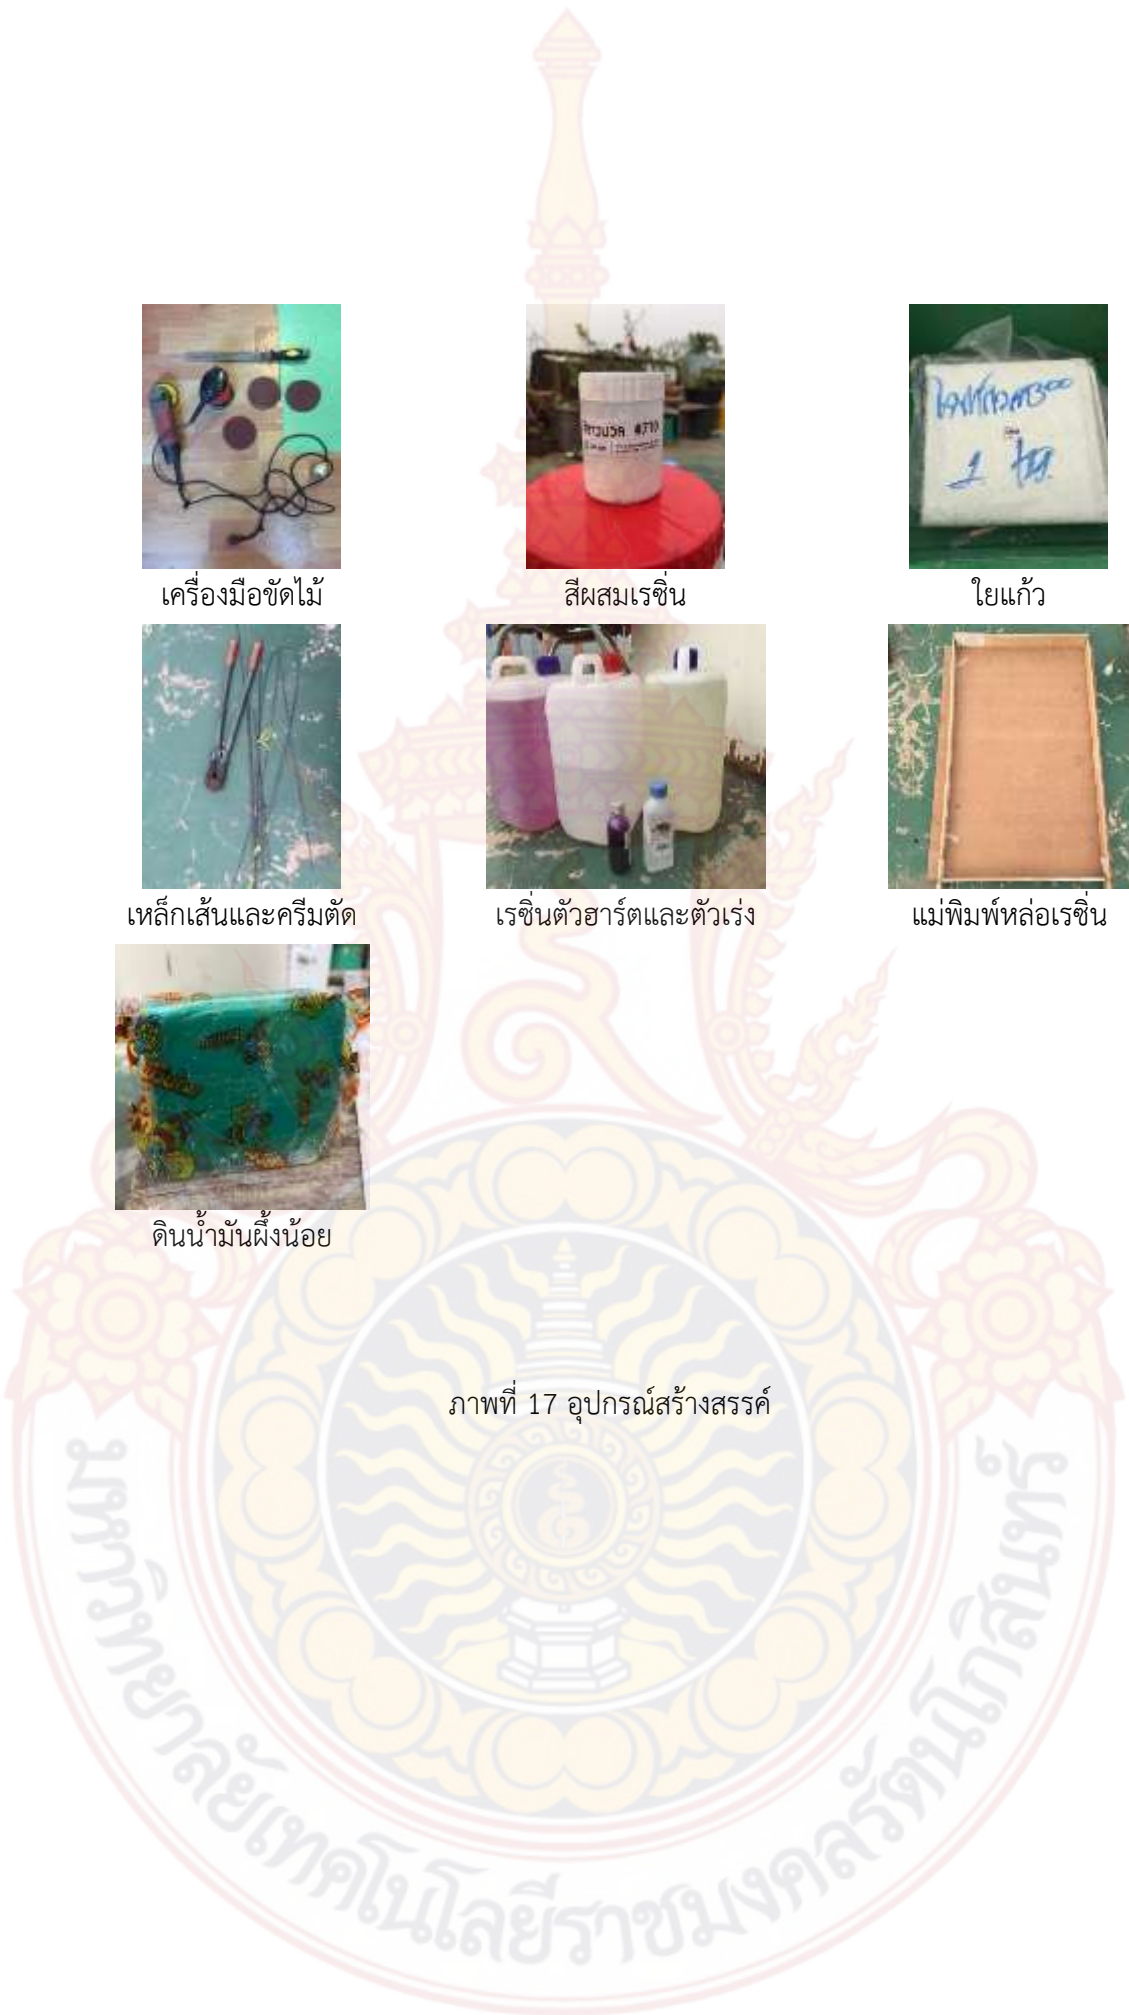 เครื่องมือขัดไม้
สีผสมเรซิ่น
ใยแก้ว
เหล็กเส้นและครีมตัด
เรซิ่นตัวฮาร์ตและตัวเร่ง
แม่พิมพ์หล่อเรซิ่น
ดินน้ำมันผึ้งน้อย
ภาพที่ 17 อุปกรณ์สร้างสรรค์
มหาวิทยาลัยเทคโนโลยีราชมงคลรัตนโกสินทร์